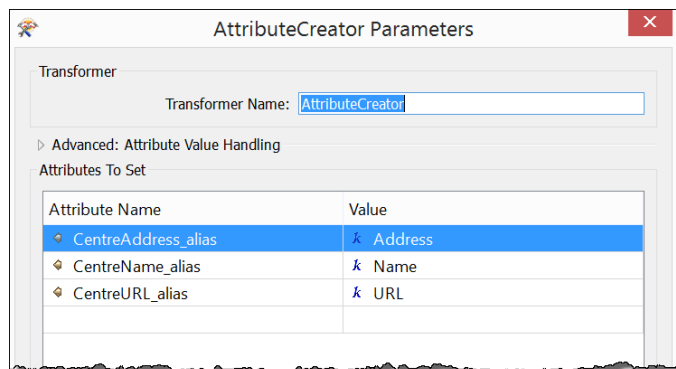 AttributeCreator Parameters
Transformer
Transformer Name: AttributeCreator
Advanced: Attribute Value Handling
Attributes To Set
Attribute Name Value
CentreAddress_alias k Address
CentreName_alias k Name
CentreURL_alias k URL